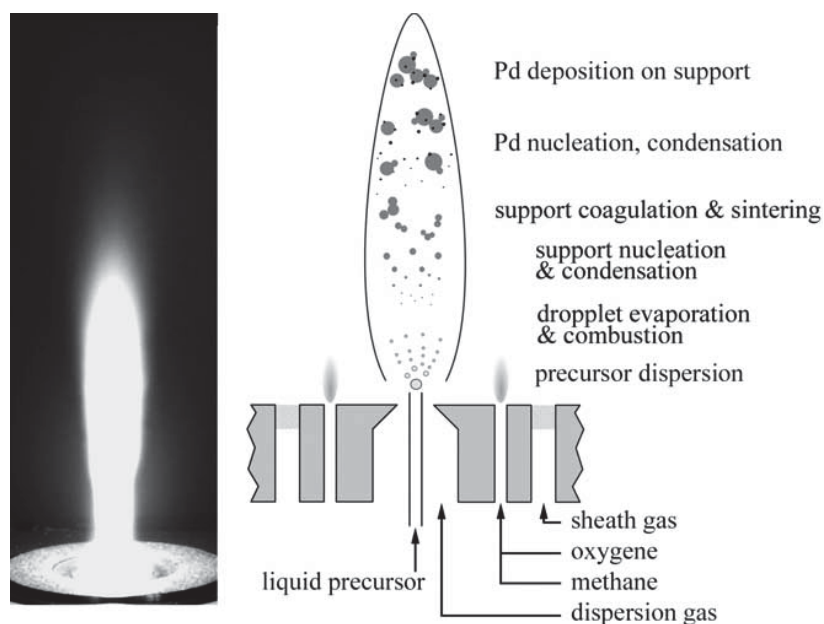 Pd deposition on support
Pd nucleation, condensation
support coagulation & sintering
support nucleation
& condensation
dropplet evaporation
& combustion
precursor dispersion
sheath gas
oxygene
liquid precursor
methane
dispersion gas